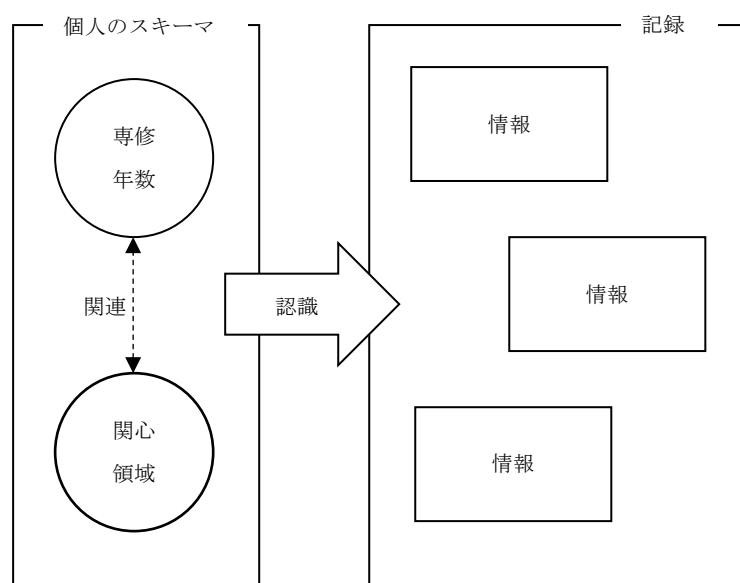 個人のスキーマ
専修
年数
関連
関心
領域
認識
記録
情報
情報
情報